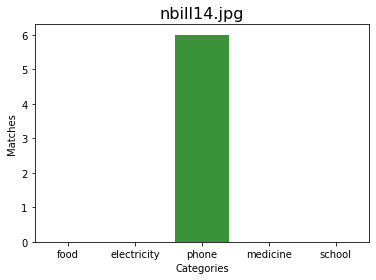 nbill14.jpg
6
5
4
3
2
1
0
Matches
food electricity phone medicine school
Categories